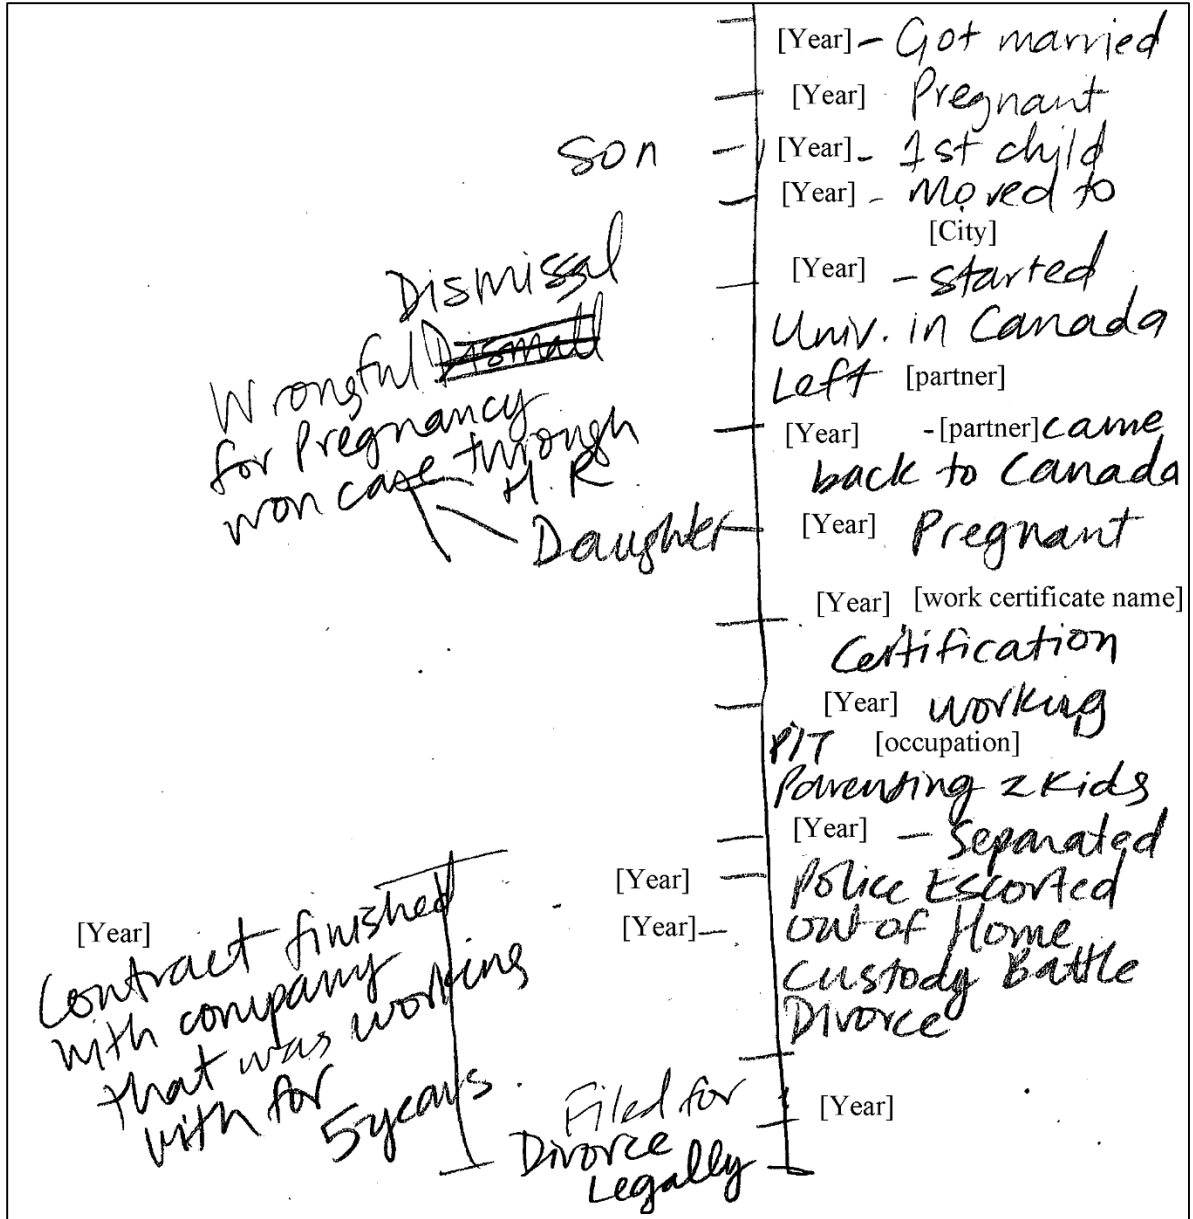 [Year] - Got married
[Year] Pregnant
son
[Year] - 1st child
[Year] - Moved to
[City]
[Year] - started
Univ. in Canada
Left [partner]
Dismissal
Wrongful Dismall
for Pregnancy
won case through
H.R.
[Year] - [partner] came
back to Canada
Daughter
[Year] Pregnant
[Year] [work certificate name]
Certification
[Year] working
P/T [occupation]
Parenting 2 Kids
[Year] - Separated
[Year]
Police Escorted
[Year]
out of Home
Custody Battle
Divorce
[Year]
Contract finished
with company
that was working
with for
5 years.
Filed for
Divorce
Legally
[Year]